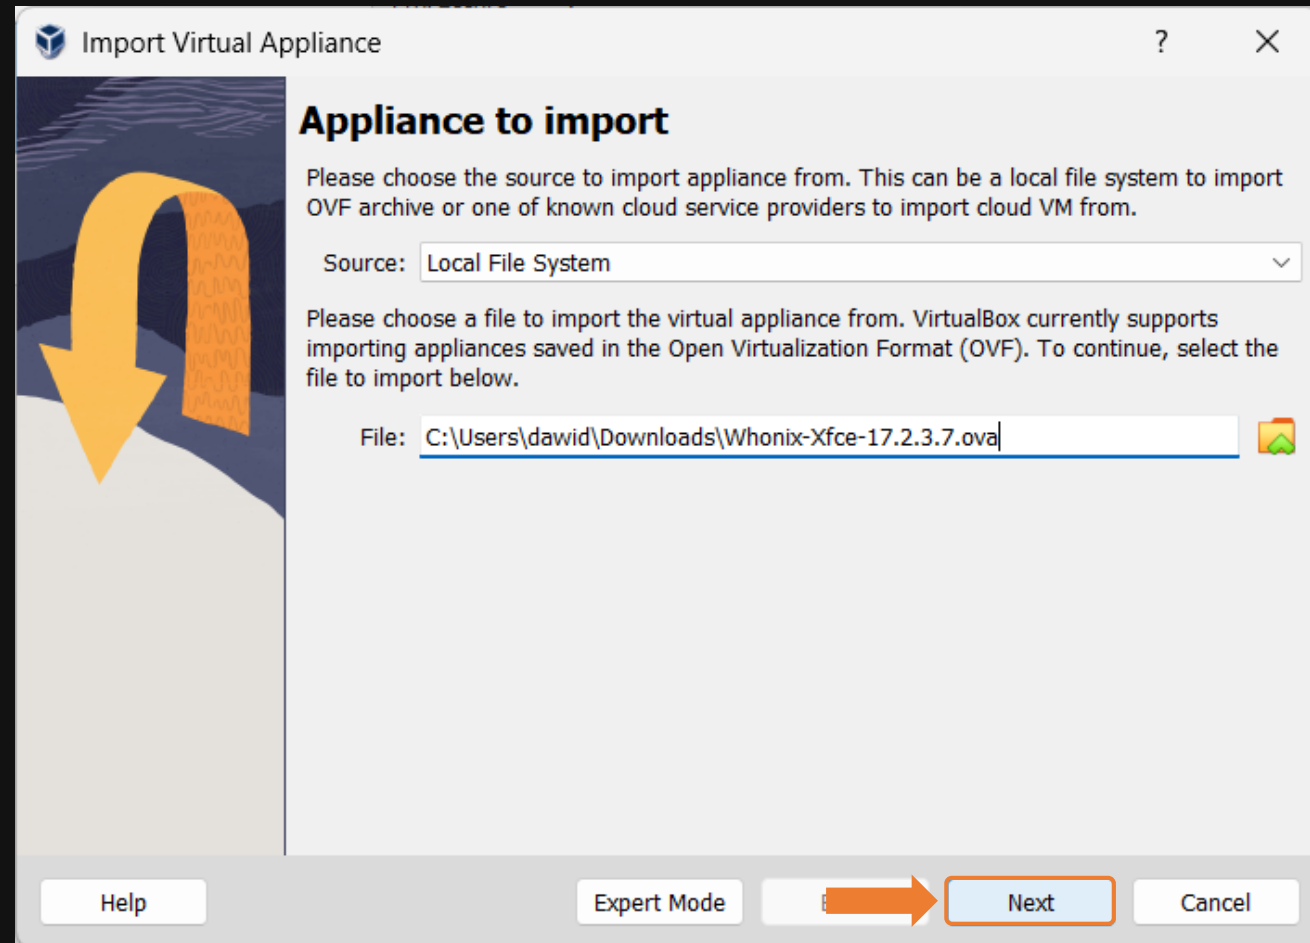 Import Virtual Appliance
?
Appliance to import
Please choose the source to import appliance from. This can be a local file system to import
OVF archive or one of known cloud service providers to import cloud VM from.
Source: Local File System
Please choose a file to import the virtual appliance from. VirtualBox currently supports
importing appliances saved in the Open Virtualization Format (OVF). To continue, select the
file to import below.
File: C:\Users\dawid\Downloads\Whonix-Xfce-17.2.3.7.ova
Help
Expert Mode
Next
Cancel